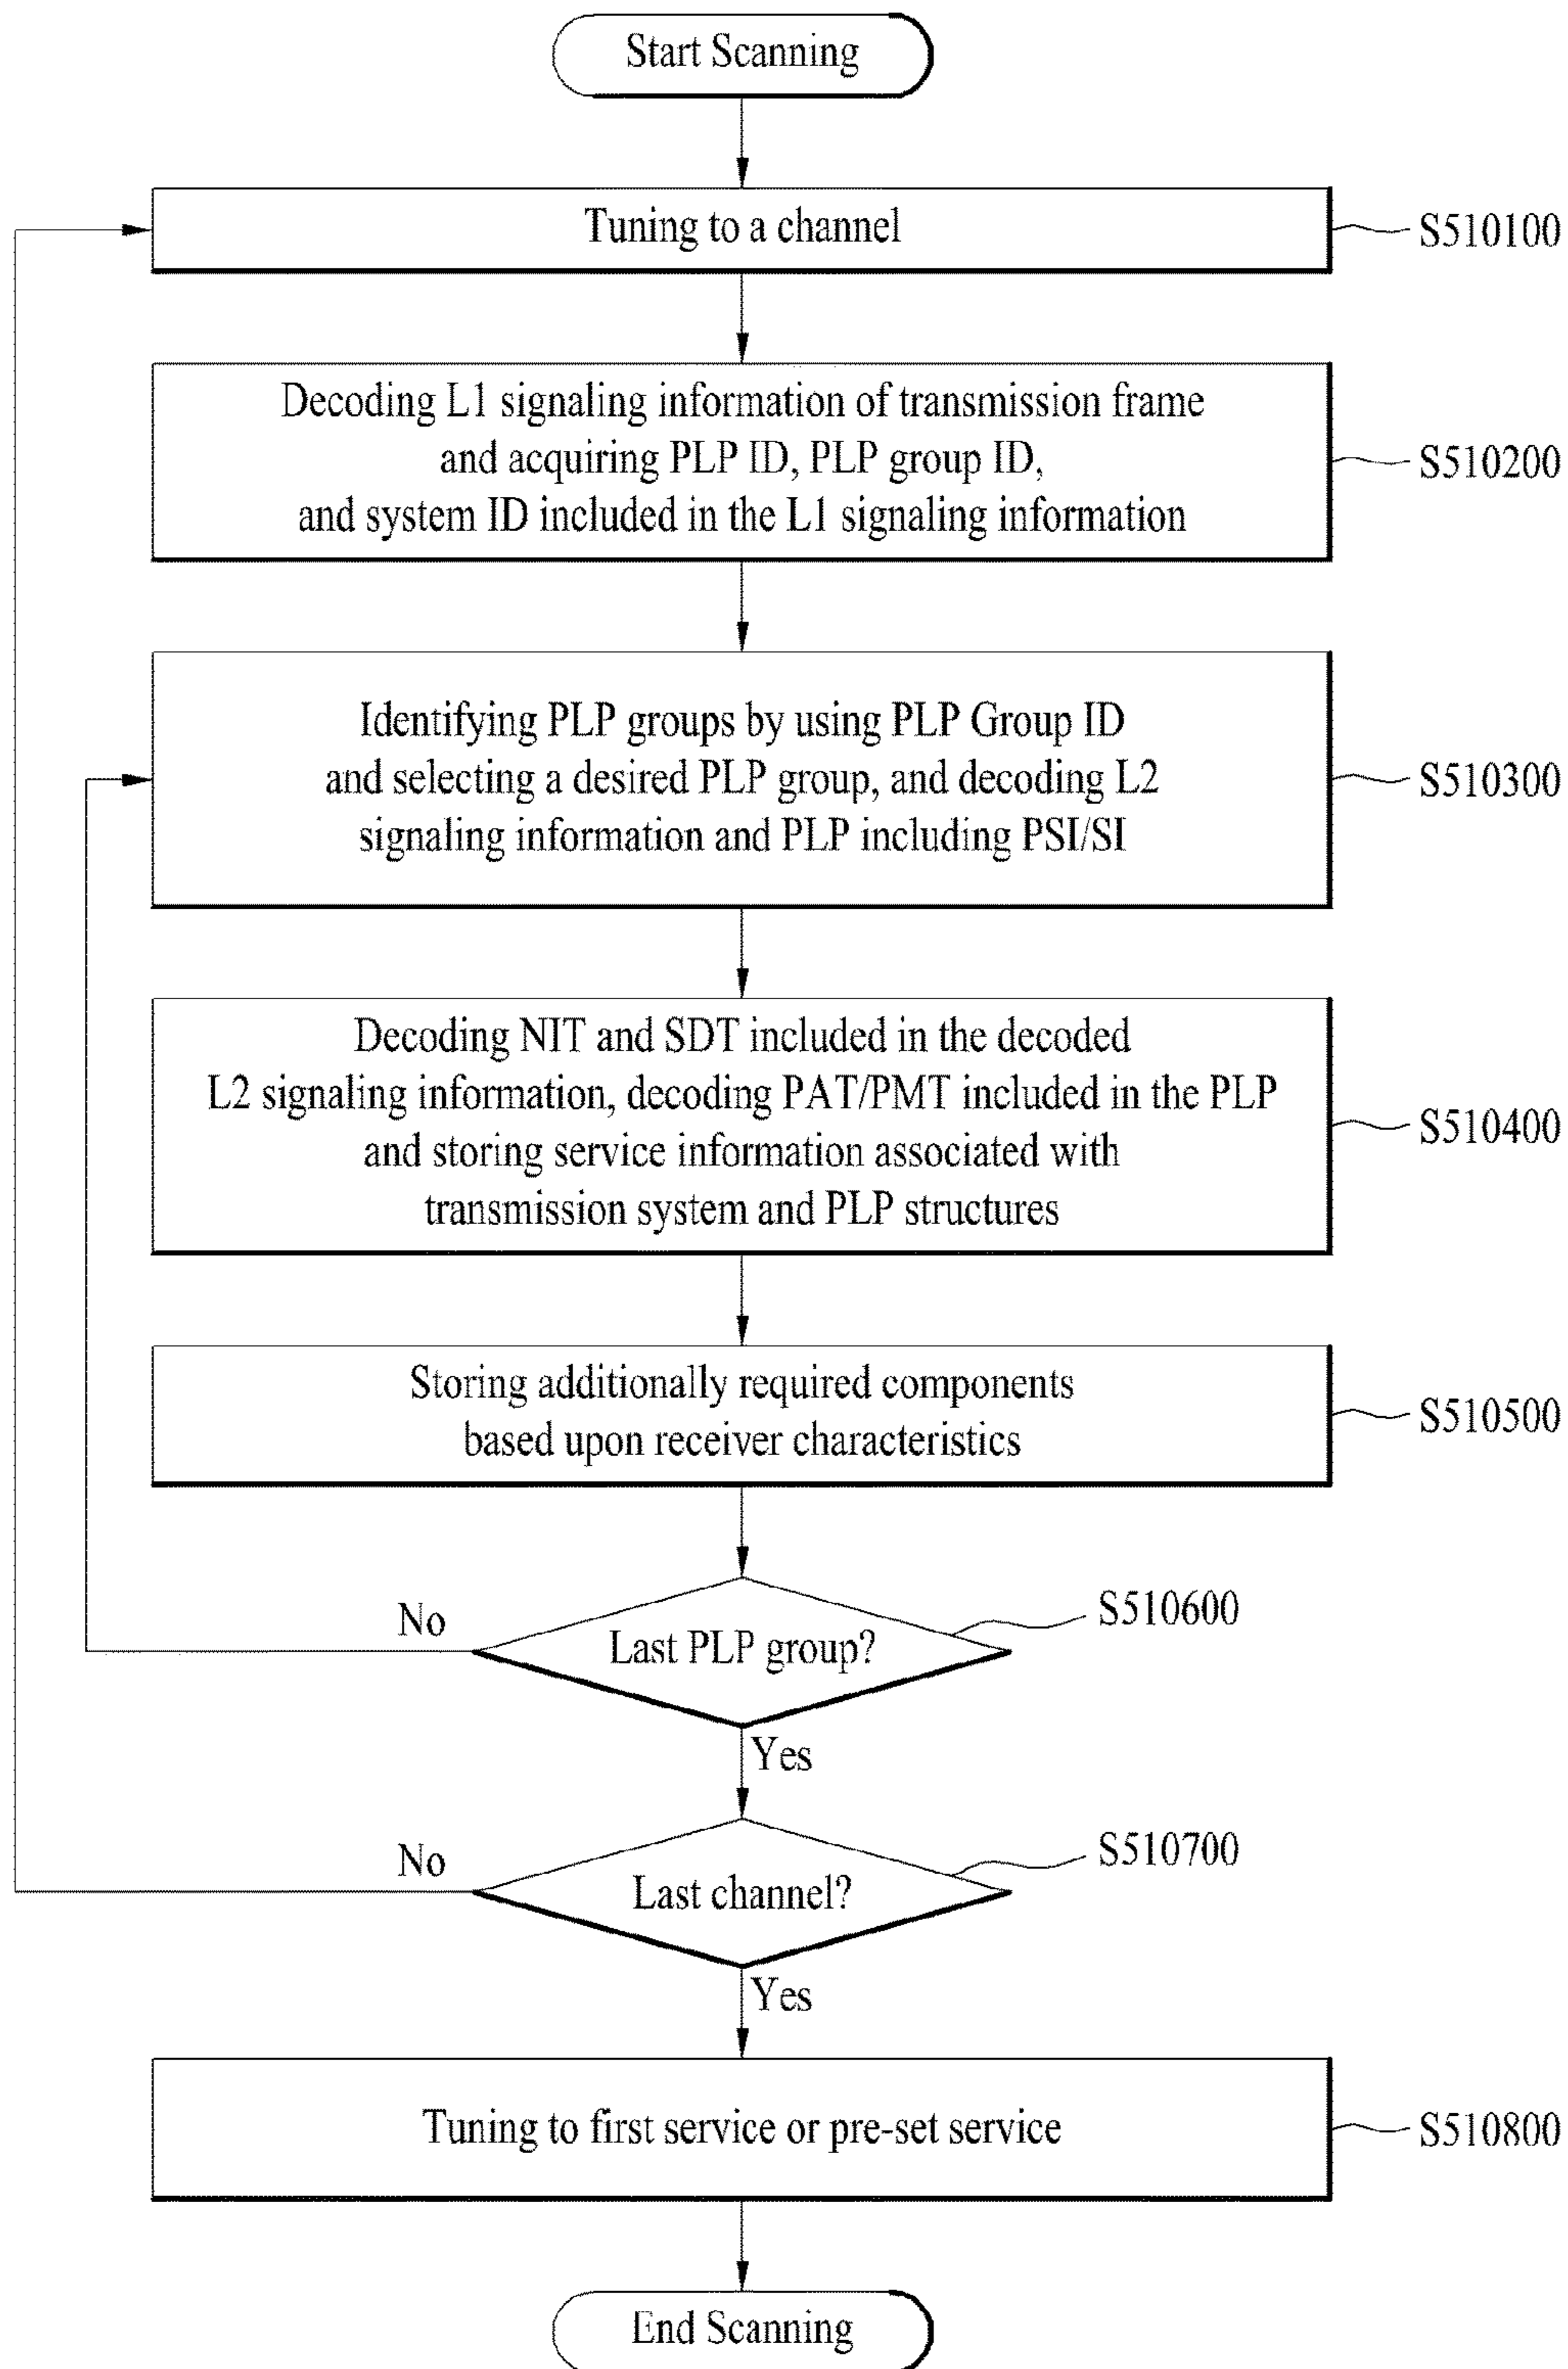 Start Scanning
Tuning to a channel
S510100
Decoding L1 signaling information of transmission frame
and acquiring PLP ID, PLP group ID,
and system ID included in the L1 signaling information
S510200
Identifying PLP groups by using PLP Group ID
and selecting a desired PLP group, and decoding L2
signaling information and PLP including PSI/SI
S510300
Decoding NIT and SDT included in the decoded
L2 signaling information, decoding PAT/PMT included in the PLP
and storing service information associated with
transmission system and PLP structures
S510400
Storing additionally required components
based upon receiver characteristics
S510500
No
Last PLP group?
S510600
Yes
No
Last channel?
S510700
Yes
Tuning to first service or pre-set service
S510800
End Scanning